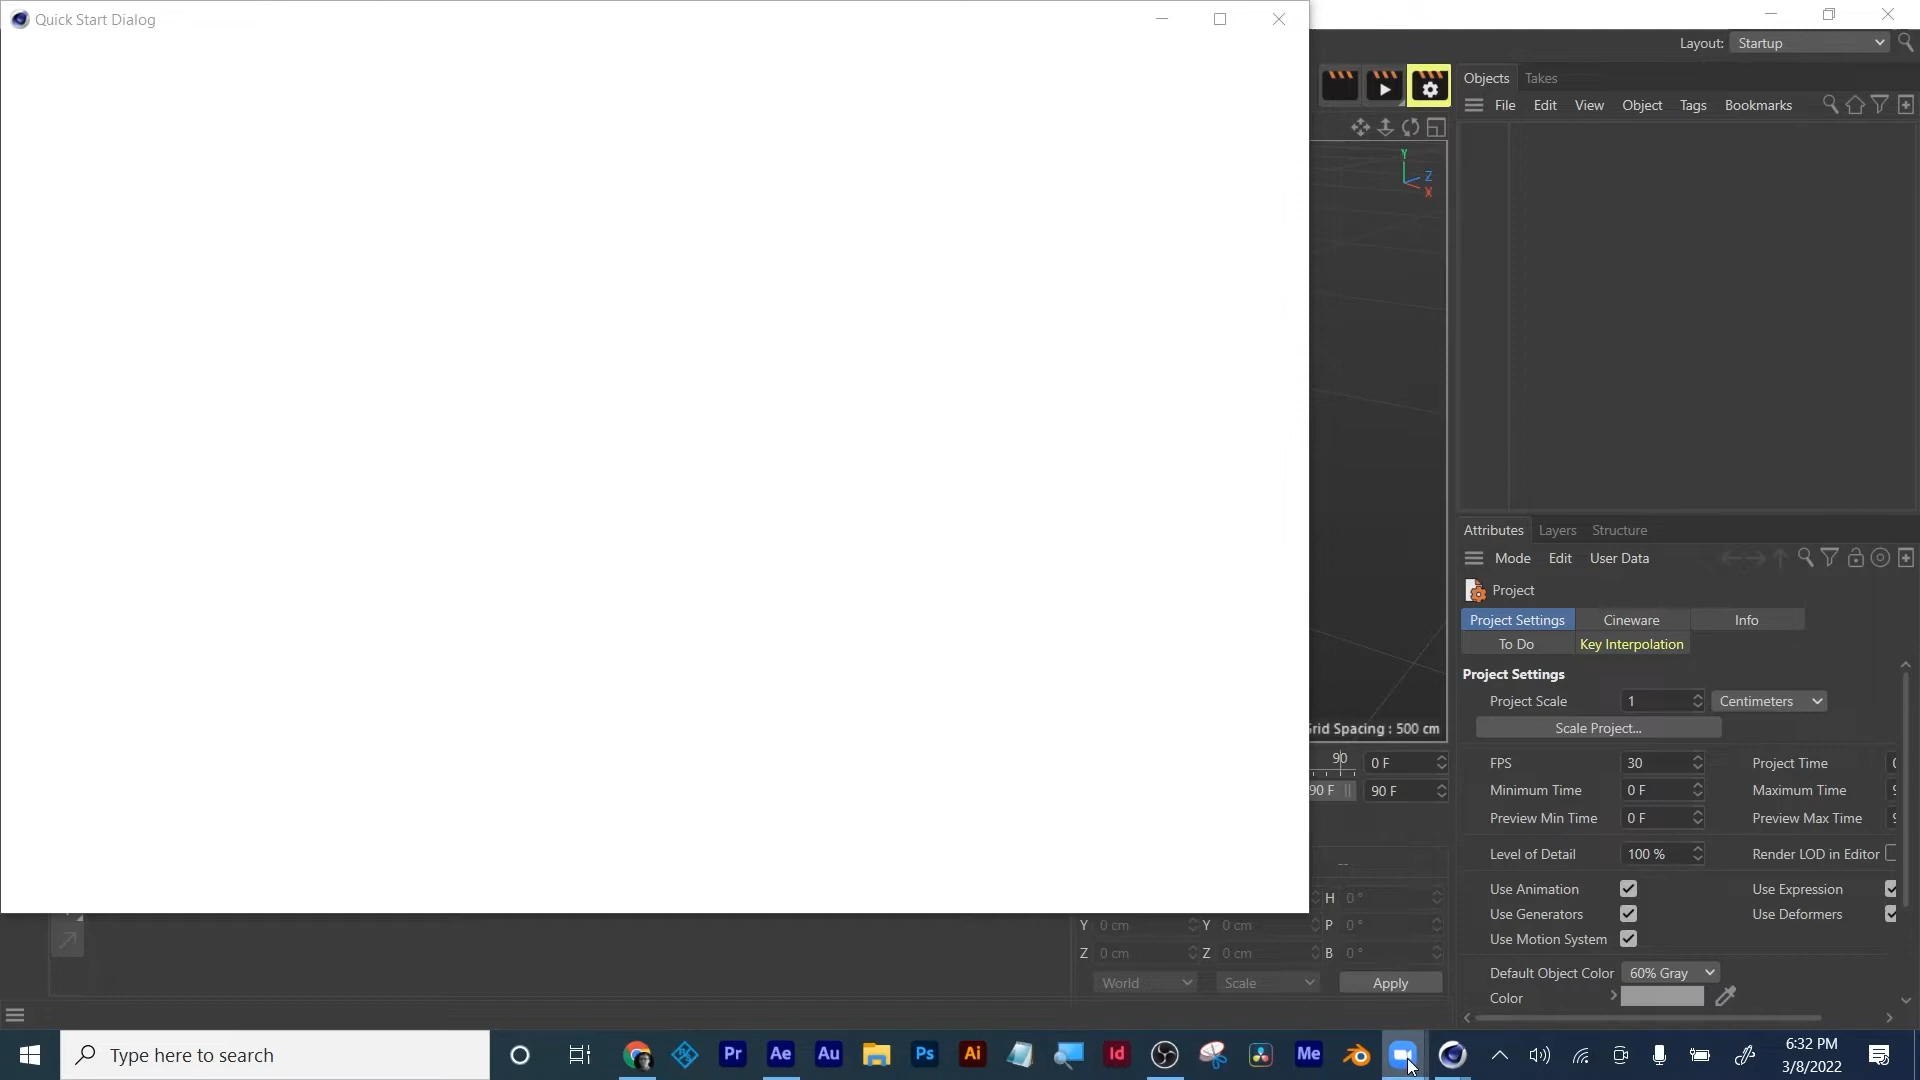 Quick Start Dialog
Layout: Startup
Objects Takes
File Edit View Object Tags Bookmarks
Y
Z
X
Grid Spacing : 500 cm
90 0 F
90 F 90 F
--
H 0 °
Y 0 cm Y 0 cm P 0 °
Z 0 cm Z 0 cm B 0 °
World Scale Apply
Attributes Layers Structure
Mode Edit User Data
Project
Project Settings Cineware Info
To Do Key Interpolation
Project Settings
Project Scale 1 Centimeters
Scale Project...
FPS 30 Project Time
Minimum Time 0 F Maximum Time
Preview Min Time 0 F Preview Max Time
Level of Detail 100 % Render LOD in Editor
Use Animation Use Expression
Use Generators Use Deformers
Use Motion System
Default Object Color 60% Gray
Color
Type here to search
Pr Ae Au Ps Ai Id Me
6:32 PM
3/8/2022